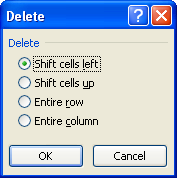 Delete
Delete
Shift cells left
Shift cells up
Entire row
Entire column
OK
Cancel